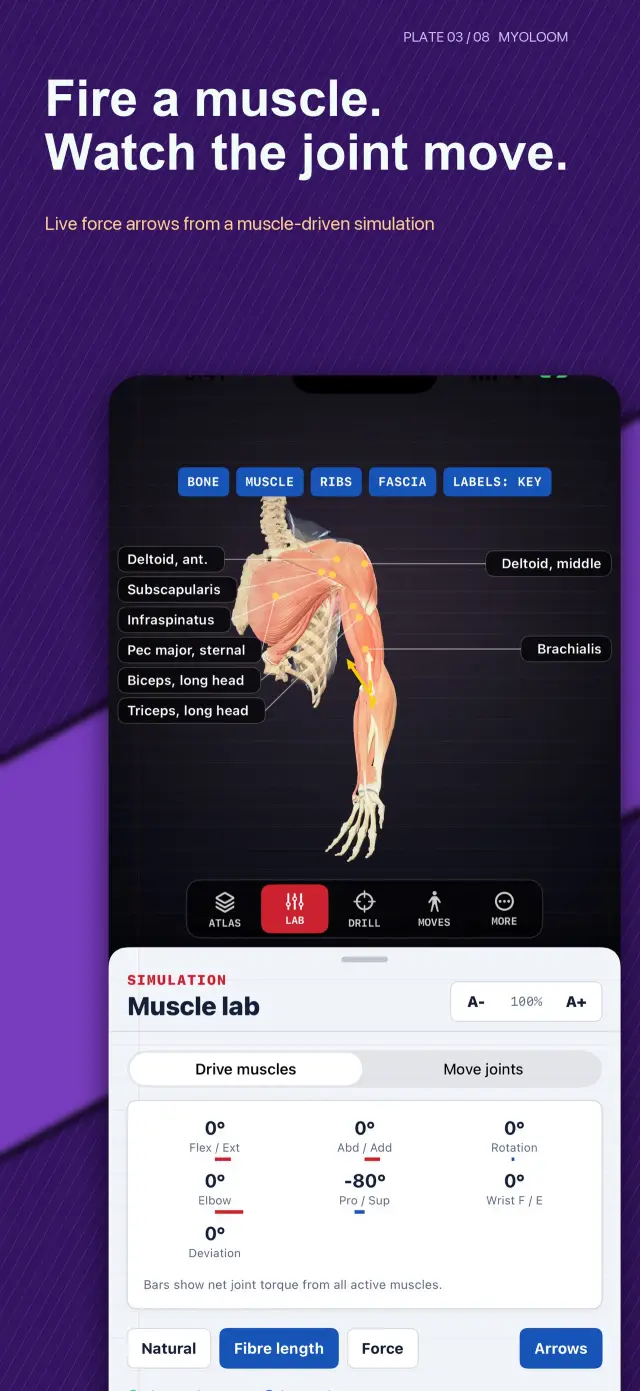 PLATE 03 / 08 MYOLOOM
Fire a muscle.
Watch the joint move.
Live force arrows from a muscle-driven simulation
BONE MUSCLE RIBS FASCIA LABELS: KEY
Deltoid, ant. Deltoid, middle
Subscapularis
Infraspinatus
Pec major, sternal Brachialis
Biceps, long head
Triceps, long head
ATLAS LAB DRILL MOVES MORE
SIMULATION
Muscle lab A- 100% A+
Drive muscles Move joints
0° 0° 0°
Flex / Ext Abd / Add Rotation
0° -80° 0°
Elbow Pro / Sup Wrist F / E
0°
Deviation
Bars show net joint torque from all active muscles.
Natural Fibre length Force Arrows